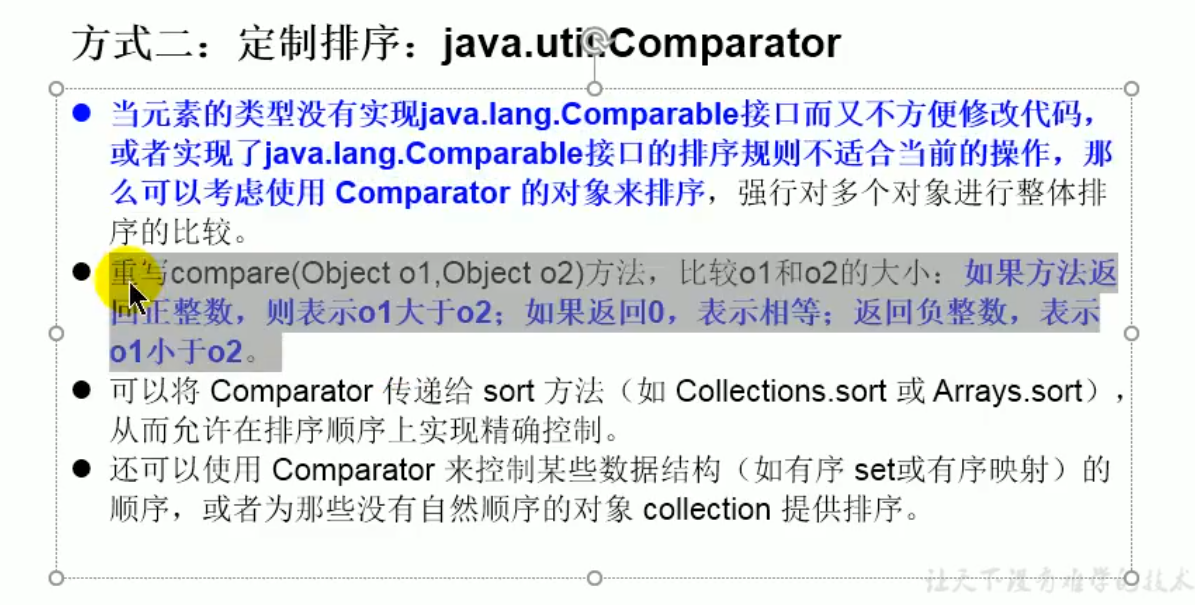 方式二：定制排序：java.util.Comparator
当元素的类型没有实现java.lang.Comparable接口而又不方便修改代码，
或者实现了java.lang.Comparable接口的排序规则不适合当前的操作，那
么可以考虑使用 Comparator 的对象来排序，强行对多个对象进行整体排
序的比较。
重写compare(Object o1,Object o2)方法，比较o1和o2的大小：如果方法返
回正整数，则表示o1大于o2；如果返回0，表示相等；返回负整数，表示
o1小于o2。
可以将 Comparator 传递给 sort 方法（如 Collections.sort 或 Arrays.sort），
从而允许在排序顺序上实现精确控制。
还可以使用 Comparator 来控制某些数据结构（如有序 set或有序映射）的
顺序，或者为那些没有自然顺序的对象 collection 提供排序。
让天下没有难学的技术